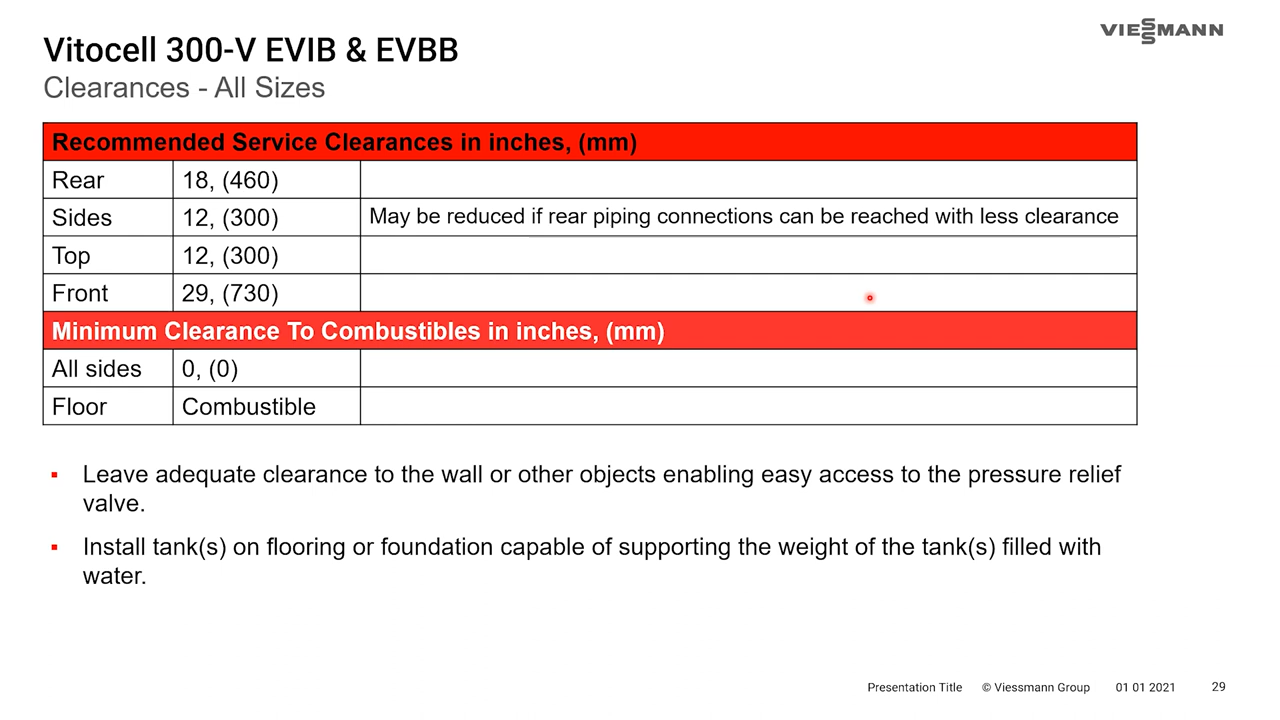 VIESSMANN
Vitocell 300-V EVIB & EVBB
Clearances - All Sizes
Recommended Service Clearances in inches, (mm)
Rear 18, (460)
Sides 12, (300) May be reduced if rear piping connections can be reached with less clearance
Top 12, (300)
Front 29, (730)
Minimum Clearance To Combustibles in inches, (mm)
All sides 0, (0)
Floor Combustible
▪ Leave adequate clearance to the wall or other objects enabling easy access to the pressure relief
valve.
▪ Install tank(s) on flooring or foundation capable of supporting the weight of the tank(s) filled with
water.
Presentation Title © Viessmann Group 01 01 2021 29